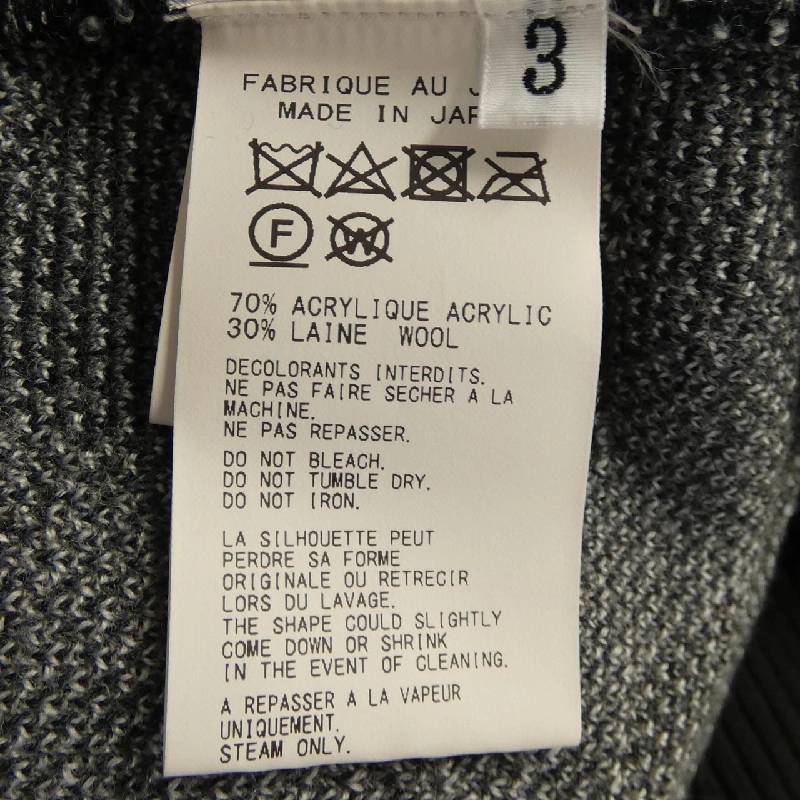 3
FABRIQUE AU
MADE IN
F
W
70% ACRYLIQUE ACRYLIC
30% LAINE WOOL
DECOLORANTS INTERDITS.
NE PAS FAIRE SECHER A LA
MACHINE.
NE PAS REPASSER.
DO NOT BLEACH.
DO NOT TUMBLE DRY.
DO NOT IRON.
LA SILHOUETTE PEUT
PERDRE SA FORME
ORIGINALE OU RETRECIR
LORS DU LAVAGE.
THE SHAPE COULD SLIGHTLY
COME DOWN OR SHRINK
IN THE EVENT OF CLEANING.
A REPASSER A LA VAPEUR
UNIQUEMENT.
STEAM ONLY.